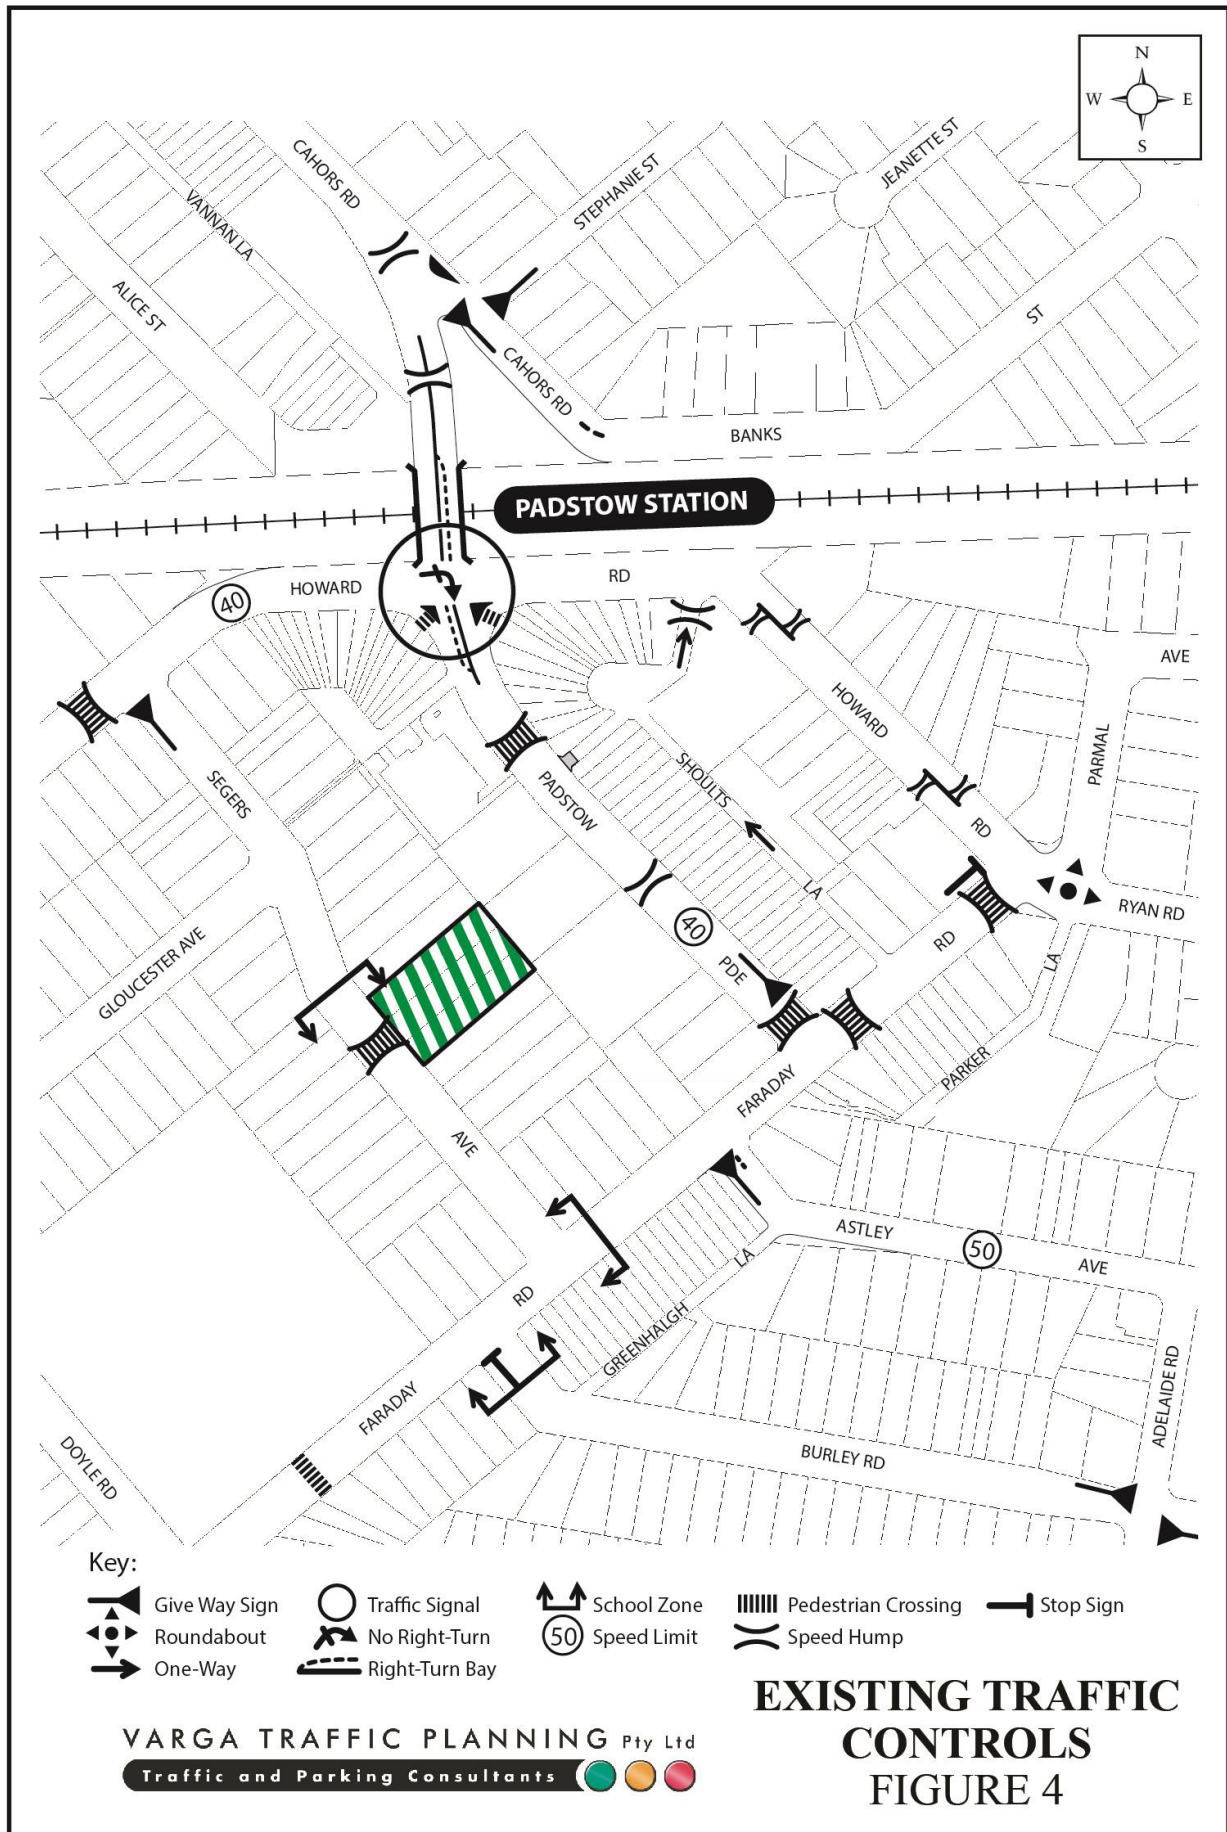 N
W E
S
CAHORS RD
STEPHANIE ST
JEANETTE ST
VANNAN LA
ALICE ST
ST
CAHORS RD
BANKS
PADSTOW STATION
HOWARD
RD
40
AVE
HOWARD
PARMAL
SEGERS
PADSTOW
SHOULTS
RD
LA
RYAN RD
40
GLOUCESTER AVE
PDE
RD
LA
PARKER
FARADAY
AVE
ASTLEY
50
AVE
LA
RD
GREENHALGH
FARADAY
ADELAIDE RD
DOYLE RD
BURLEY RD
Key:
Give Way Sign
Traffic Signal
School Zone
Pedestrian Crossing
Stop Sign
Roundabout
No Right-Turn
50
Speed Limit
Speed Hump
One-Way
Right-Turn Bay
EXISTING TRAFFIC
CONTROLS
FIGURE 4
VARGA TRAFFIC PLANNING Pty Ltd
Traffic and Parking Consultants